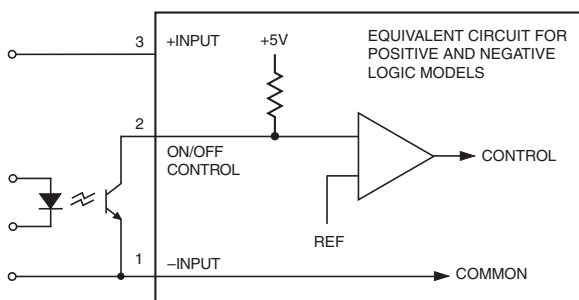 3
+INPUT
+5V
EQUIVALENT CIRCUIT FOR
POSITIVE AND NEGATIVE
LOGIC MODELS
2
ON/OFF
CONTROL
CONTROL
REF
1
–INPUT
COMMON